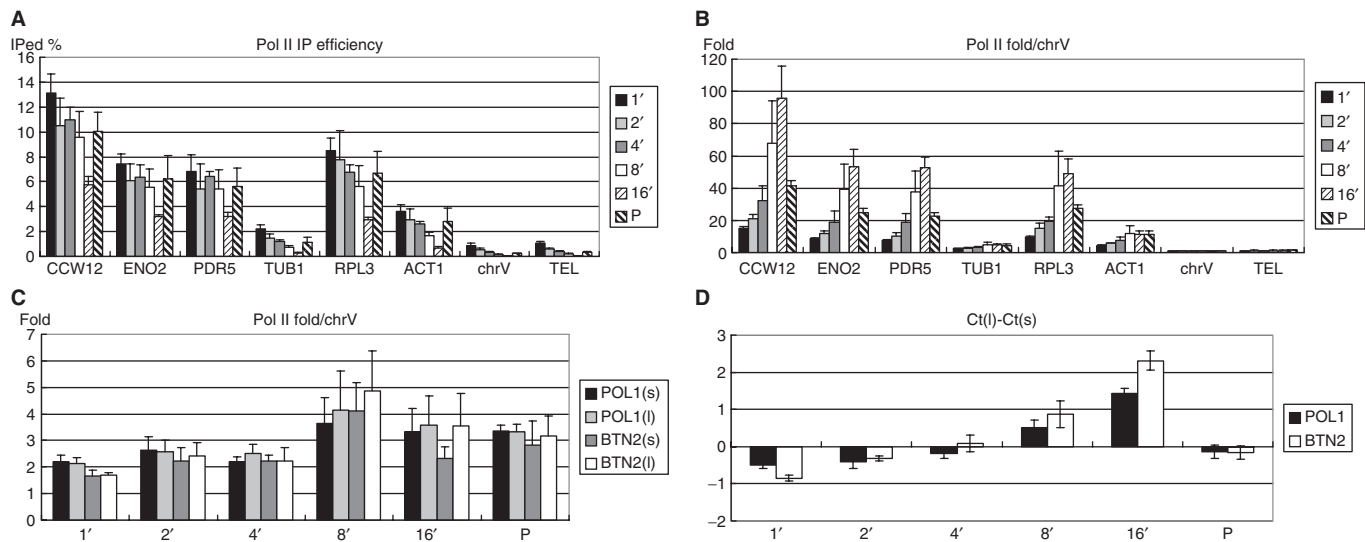 A
IPed %
Pol II IP efficiency
16
14
12
10
8
6
4
2
0
CCW12 ENO2 PDR5 TUB1 RPL3 ACT1 chrV TEL
1′
2′
4′
8′
16′
P
B
Fold
Pol II fold/chrV
120
100
80
60
40
20
0
CCW12 ENO2 PDR5 TUB1 RPL3 ACT1 chrV TEL
1′
2′
4′
8′
16′
P
C
Fold
Pol II fold/chrV
7
6
5
4
3
2
1
0
1′ 2′ 4′ 8′ 16′ P
POL1(s)
POL1(l)
BTN2(s)
BTN2(l)
D
Ct(l)-Ct(s)
3
2
1
0
−1
−2
1′ 2′ 4′ 8′ 16′ P
POL1
BTN2